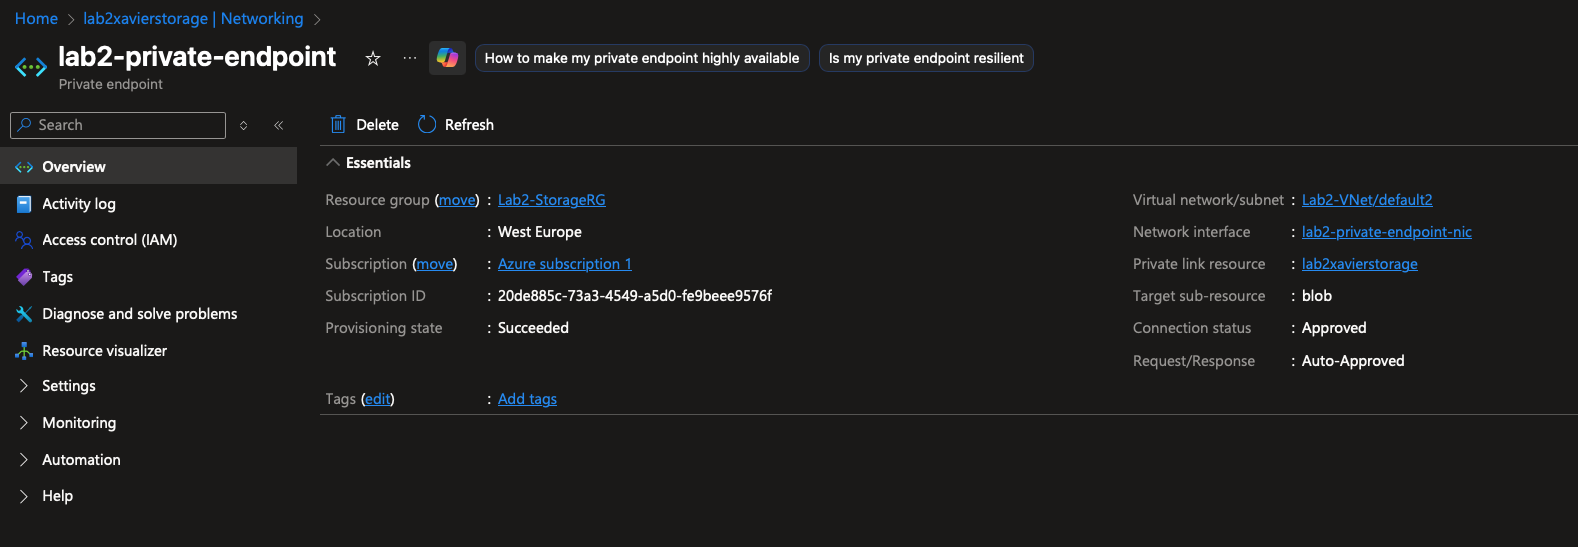 Home > lab2xavierstorage | Networking >
lab2-private-endpoint
How to make my private endpoint highly available
Is my private endpoint resilient
Private endpoint
Search
Overview
Activity log
Access control (IAM)
Tags
Diagnose and solve problems
Resource visualizer
Settings
Monitoring
Automation
Help
Delete
Refresh
Essentials
Resource group (move) : Lab2-StorageRG
Location : West Europe
Subscription (move) : Azure subscription 1
Subscription ID : 20de885c-73a3-4549-a5d0-fe9beee9576f
Provisioning state : Succeeded
Virtual network/subnet : Lab2-VNet/default2
Network interface : lab2-private-endpoint-nic
Private link resource : lab2xavierstorage
Target sub-resource : blob
Connection status : Approved
Request/Response : Auto-Approved
Tags (edit) : Add tags